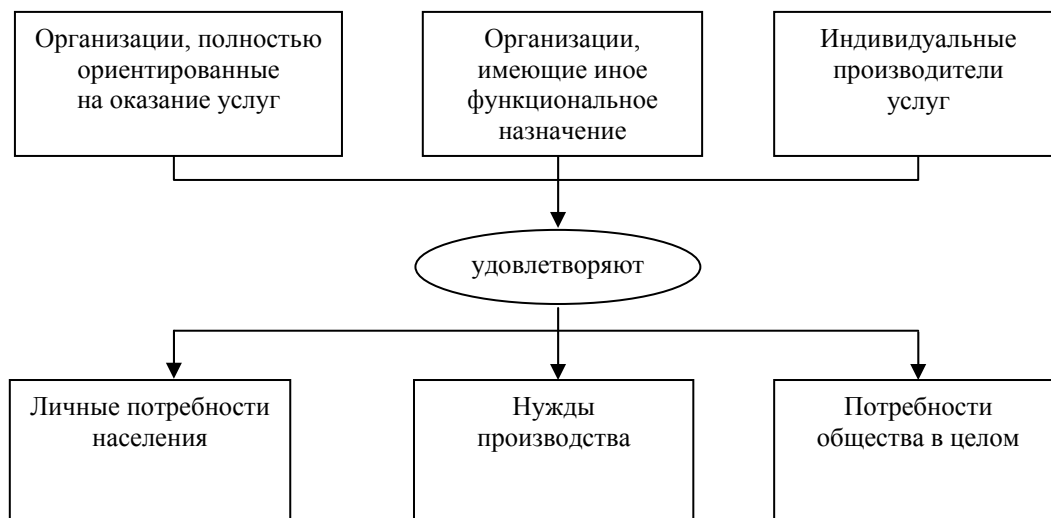 Организации, полностью
ориентированные
на оказание услуг
Организации,
имеющие иное
функциональное
назначение
Индивидуальные
производители
услуг
удовлетворяют
Личные потребности
населения
Нужды
производства
Потребности
общества в целом